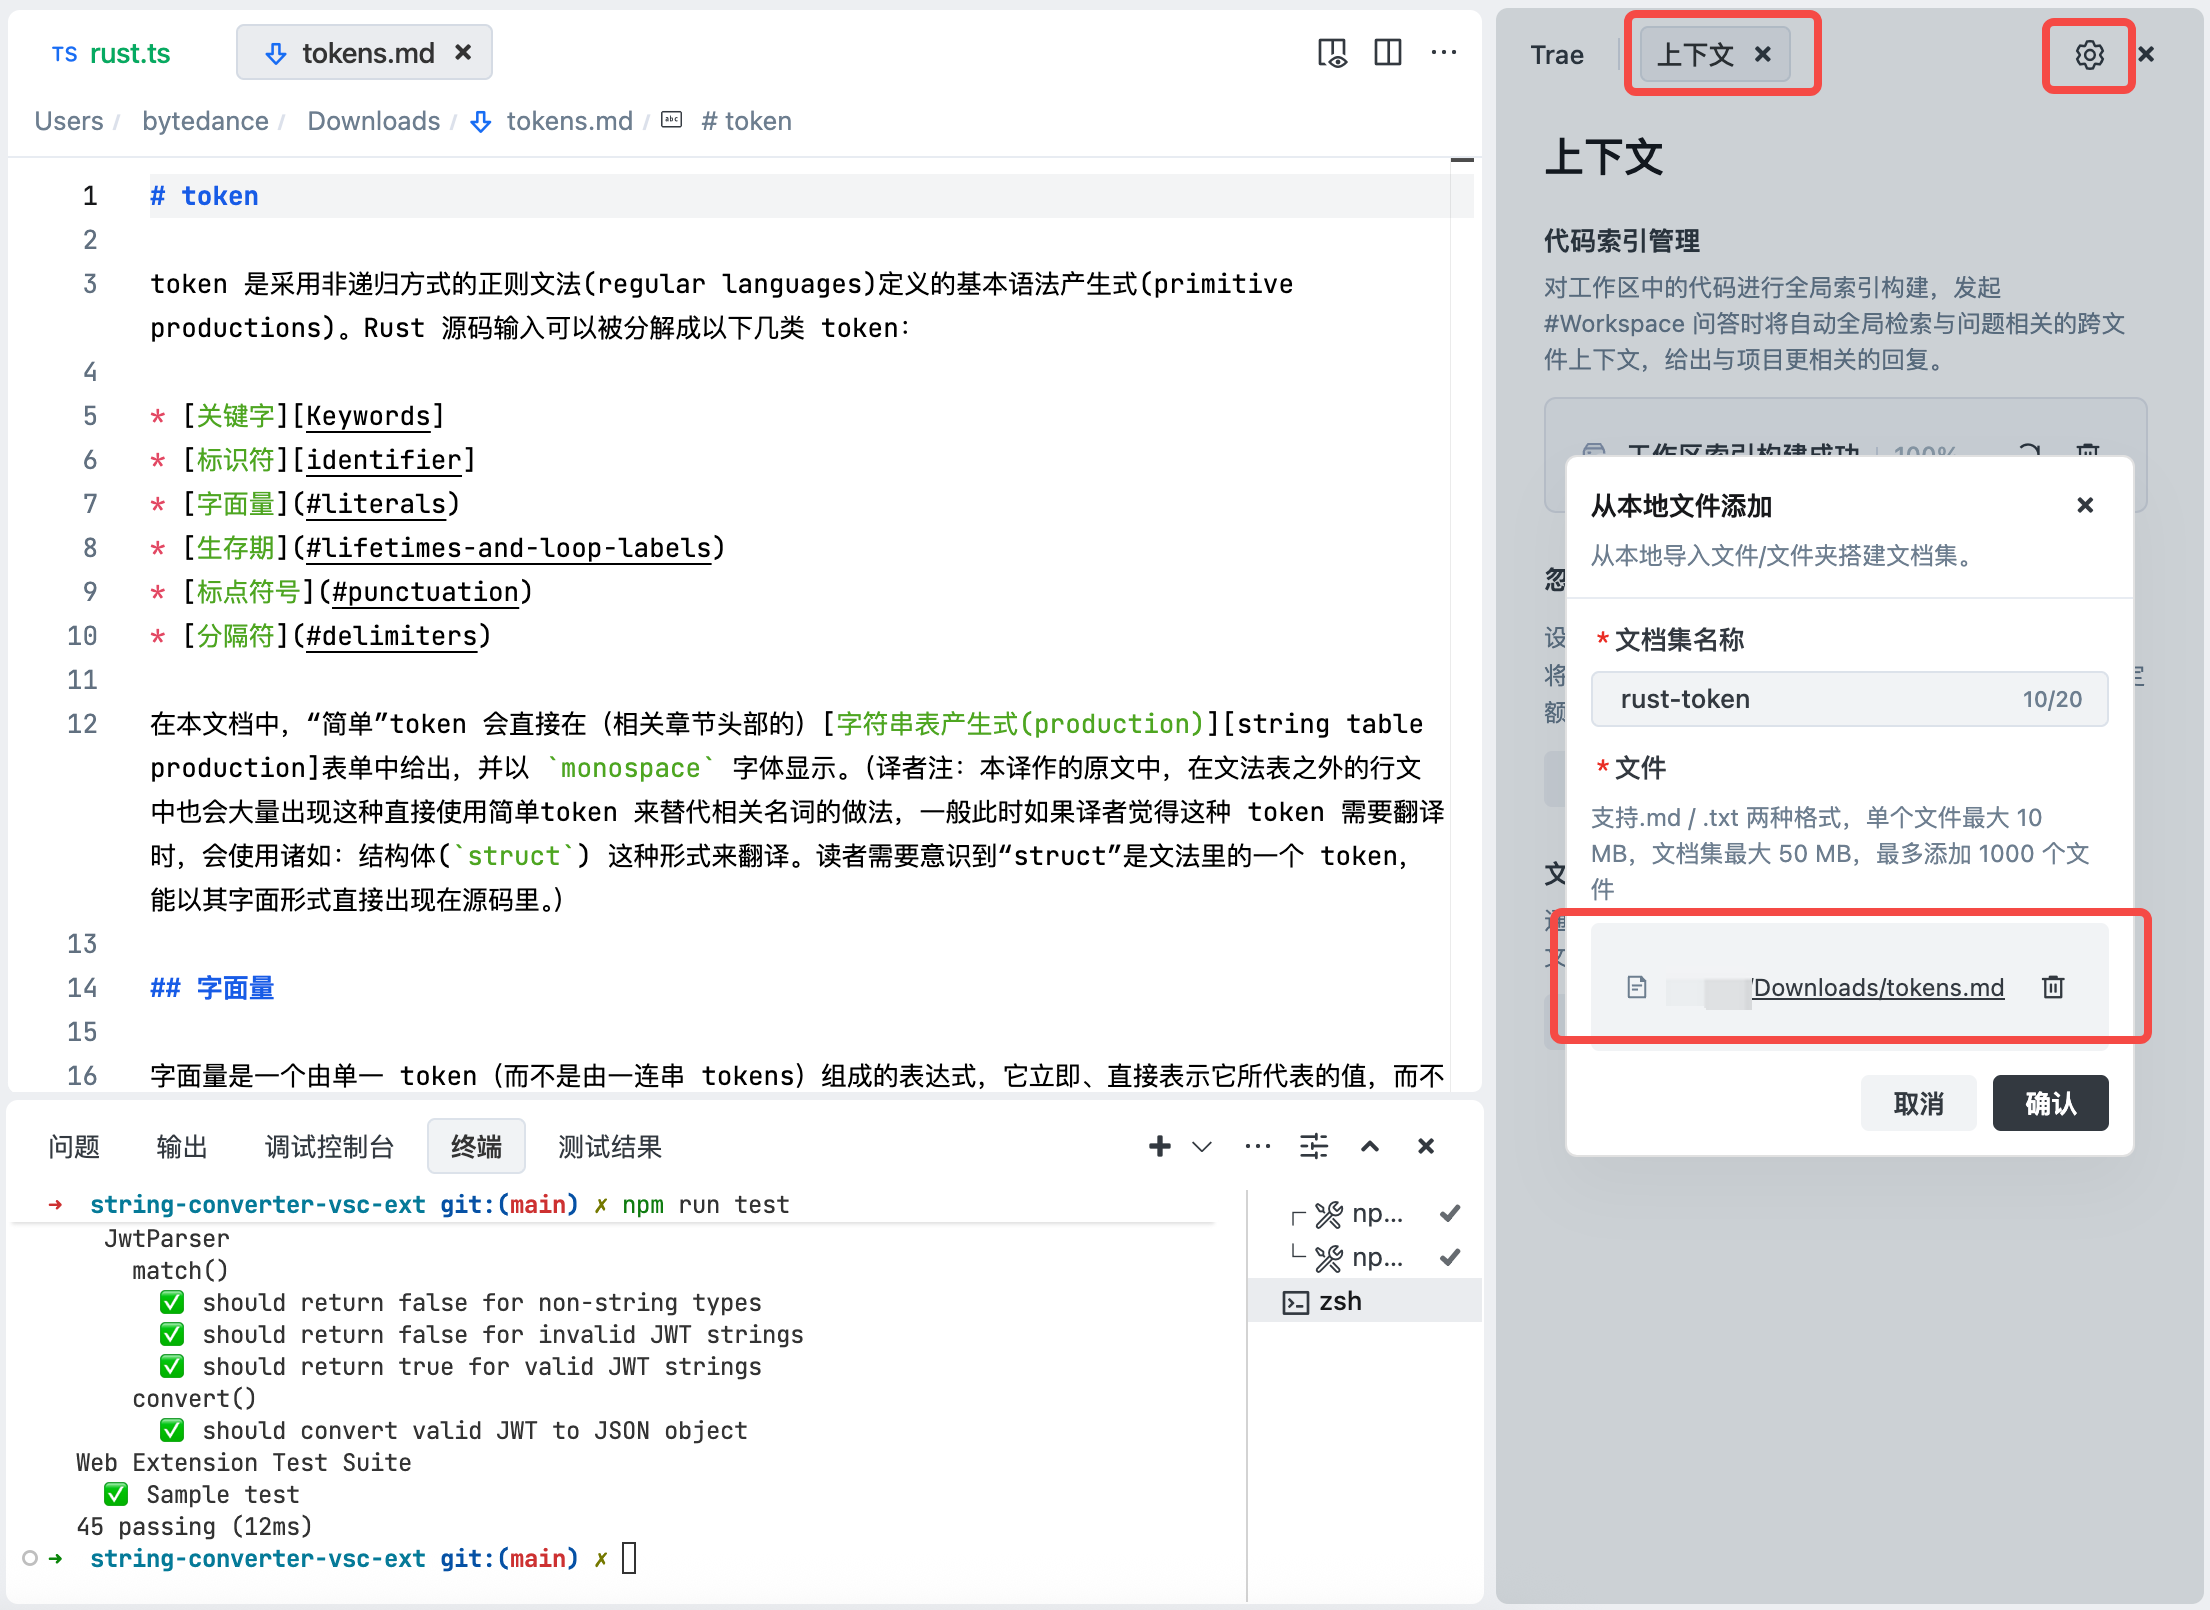 TS rust.ts
tokens.md
Users / bytedance / Downloads / tokens.md / abc # token
1 # token
2
3 token 是采用非递归方式的正则文法(regular languages)定义的基本语法产生式(primitive
productions)。Rust 源码输入可以被分解成以下几类 token：
4
5 * [关键字][Keywords]
6 * [标识符][identifier]
7 * [字面量](#literals)
8 * [生存期](#lifetimes-and-loop-labels)
9 * [标点符号](#punctuation)
10 * [分隔符](#delimiters)
11
12 在本文档中，“简单”token 会直接在（相关章节头部的）[字符串表产生式(production)][string table
production]表单中给出，并以 `monospace` 字体显示。（译者注：本译作的原文中，在文法表之外的行文
中也会大量出现这种直接使用简单token 来替代相关名词的做法，一般此时如果译者觉得这种 token 需要翻译
时，会使用诸如：结构体(`struct`) 这种形式来翻译。读者需要意识到“struct”是文法里的一个 token，
能以其字面形式直接出现在源码里。）
13
14 ## 字面量
15
16 字面量是一个由单一 token（而不是由一连串 tokens）组成的表达式，它立即、直接表示它所代表的值，而不
问题 输出 调试控制台 终端 测试结果
→ string-converter-vsc-ext git:(main) ✗ npm run test
JwtParser
match()
✅ should return false for non-string types
✅ should return false for invalid JWT strings
✅ should return true for valid JWT strings
convert()
✅ should convert valid JWT to JSON object
Web Extension Test Suite
✅ Sample test
45 passing (12ms)
→ string-converter-vsc-ext git:(main) ✗
np...
np...
zsh
Trae 上下文
上下文
代码索引管理
对工作区中的代码进行全局索引构建，发起
#Workspace 问答时将自动全局检索与问题相关的跨文
件上下文，给出与项目更相关的回复。
工作区索引构建成功 100%
从本地文件添加
从本地导入文件/文件夹搭建文档集。
* 文档集名称
rust-token 10/20
* 文件
支持.md / .txt 两种格式，单个文件最大 10
MB，文档集最大 50 MB，最多添加 1000 个文
件
/Downloads/tokens.md
取消 确认